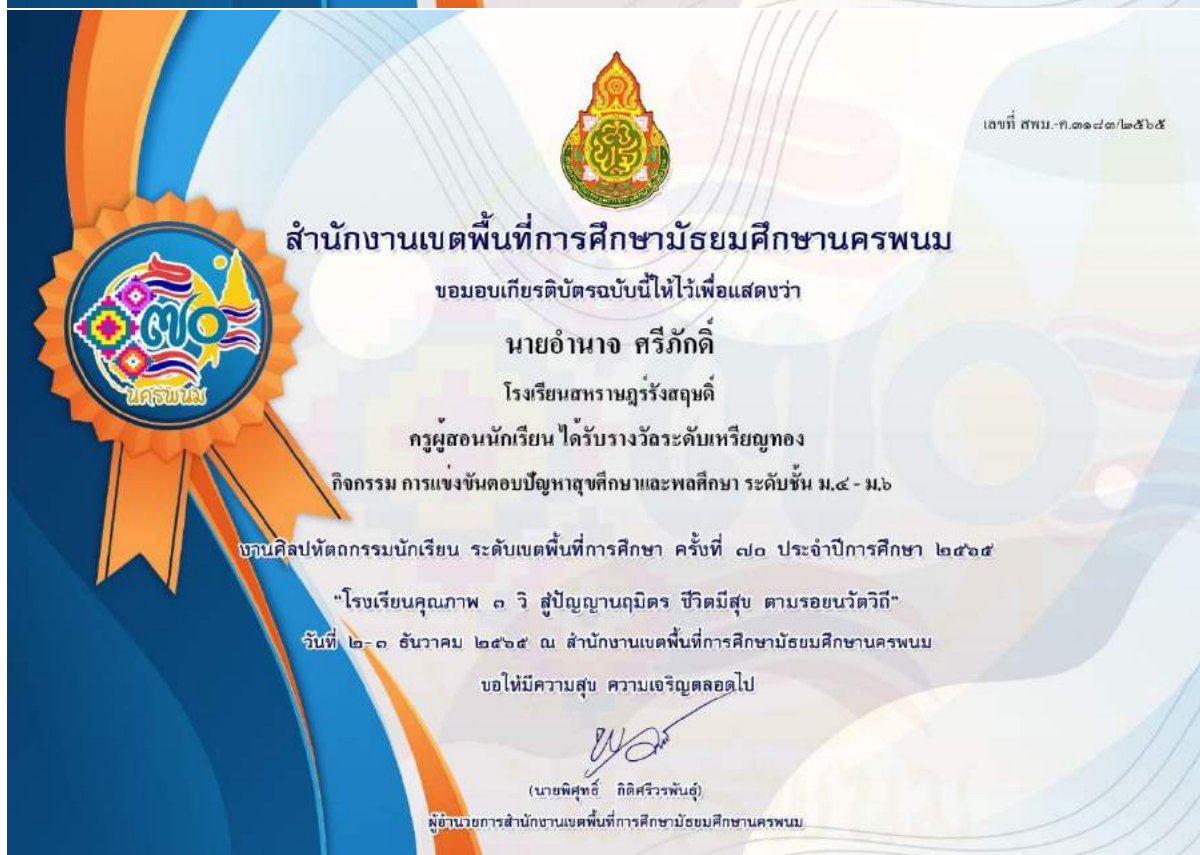 เลขที่ สพม.-ค.๓๑๘๓/๒๕๖๕
สำนักงานเขตพื้นที่การศึกษามัธยมศึกษานครพนม
ขอมอบเกียรติบัตรฉบับนี้ให้ไว้เพื่อแสดงว่า
นายอำนาจ ศรีภักดิ์
โรงเรียนสหราษฎร์รังสฤษดิ์
ครูผู้สอนนักเรียน ได้รับรางวัลระดับเหรียญทอง
กิจกรรม การแข่งขันตอบปัญหาสุขศึกษาและพลศึกษา ระดับชั้น ม.๔ - ม.๖
๗๐
นครพนม
งานศิลปหัตถกรรมนักเรียน ระดับเขตพื้นที่การศึกษา ครั้งที่ ๗๐ ประจำปีการศึกษา ๒๕๖๕
"โรงเรียนคุณภาพ ๓ วิ สู่ปัญญานฤมิตร ชีวิตมีสุข ตามรอยนวัตวิถี"
วันที่ ๒-๓ ธันวาคม ๒๕๖๕ ณ สำนักงานเขตพื้นที่การศึกษามัธยมศึกษานครพนม
ขอให้มีความสุข ความเจริญตลอดไป
(นายพิศุทธิ์ กิติศรีวรพันธุ์)
ผู้อำนวยการสำนักงานเขตพื้นที่การศึกษามัธยมศึกษานครพนม